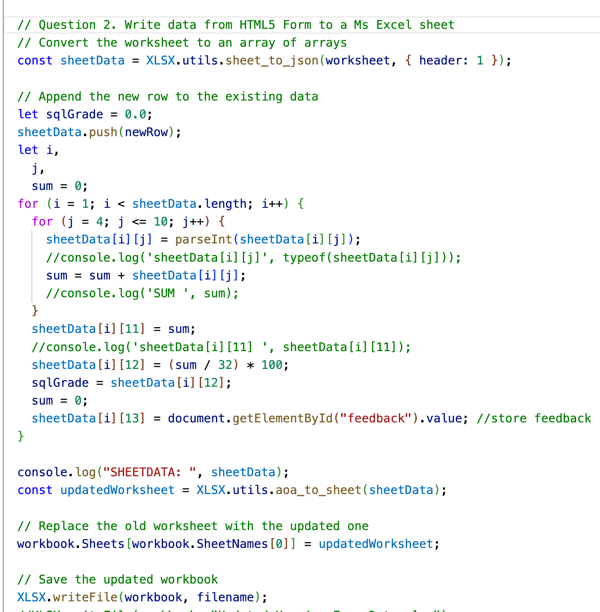 // Question 2. Write data from HTML5 Form to a Ms Excel sheet
// Convert the worksheet to an array of arrays
const sheetData = XLSX.utils.sheet_to_json(worksheet, { header: 1 });
// Append the new row to the existing data
let sqlGrade = 0.0;
sheetData.push(newRow);
let i,
j,
sum = 0;
for (i = 1; i < sheetData.length; i++) {
for (j = 4; j <= 10; j++) {
sheetData[i][j] = parseInt(sheetData[i][j]);
//console.log('sheetData[i][j]', typeof(sheetData[i][j]));
sum = sum + sheetData[i][j];
//console.log('SUM ', sum);
}
sheetData[i][11] = sum;
//console.log('sheetData[i][11] ', sheetData[i][11]);
sheetData[i][12] = (sum / 32) * 100;
sqlGrade = sheetData[i][12];
sum = 0;
sheetData[i][13] = document.getElementById("feedback").value; //store feedback
}
console.log("SHEETDATA: ", sheetData);
const updatedWorksheet = XLSX.utils.aoa_to_sheet(sheetData);
// Replace the old worksheet with the updated one
workbook.Sheets[workbook.SheetNames[0]] = updatedWorksheet;
// Save the updated workbook
XLSX.writeFile(workbook, filename);